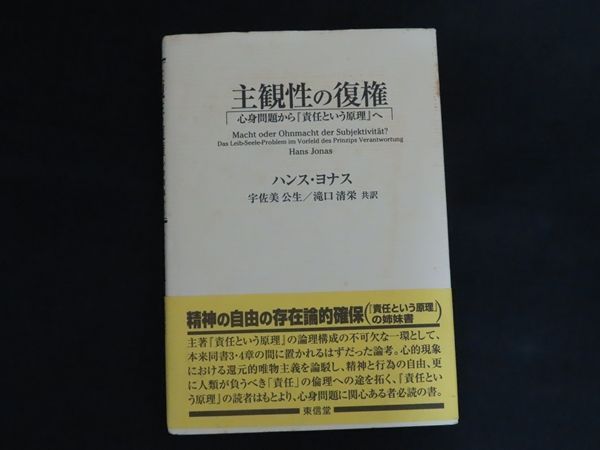 主観性の復権
心身問題から『責任という原理』へ
Macht oder Ohnmacht der Subjektivität?
Das Leib-Seele-Problem im Vorfeld des Prinzips Verantwortung
Hans Jonas
ハンス・ヨナス
宇佐美 公生／滝口 清栄 共訳
精神の自由の存在論的確保(『責任という原理』の姉妹書)
主著『責任という原理』の論理構成の不可欠な一環として、
本来同書3・4章の間に置かれるはずだった論考。心的現象
における還元的唯物主義を論駁し、精神と行為の自由、更
に人類が負うべき「責任」の倫理への途を拓く、『責任とい
う原理』の読者はもとより、心身問題に関心ある者必読の書。
東信堂